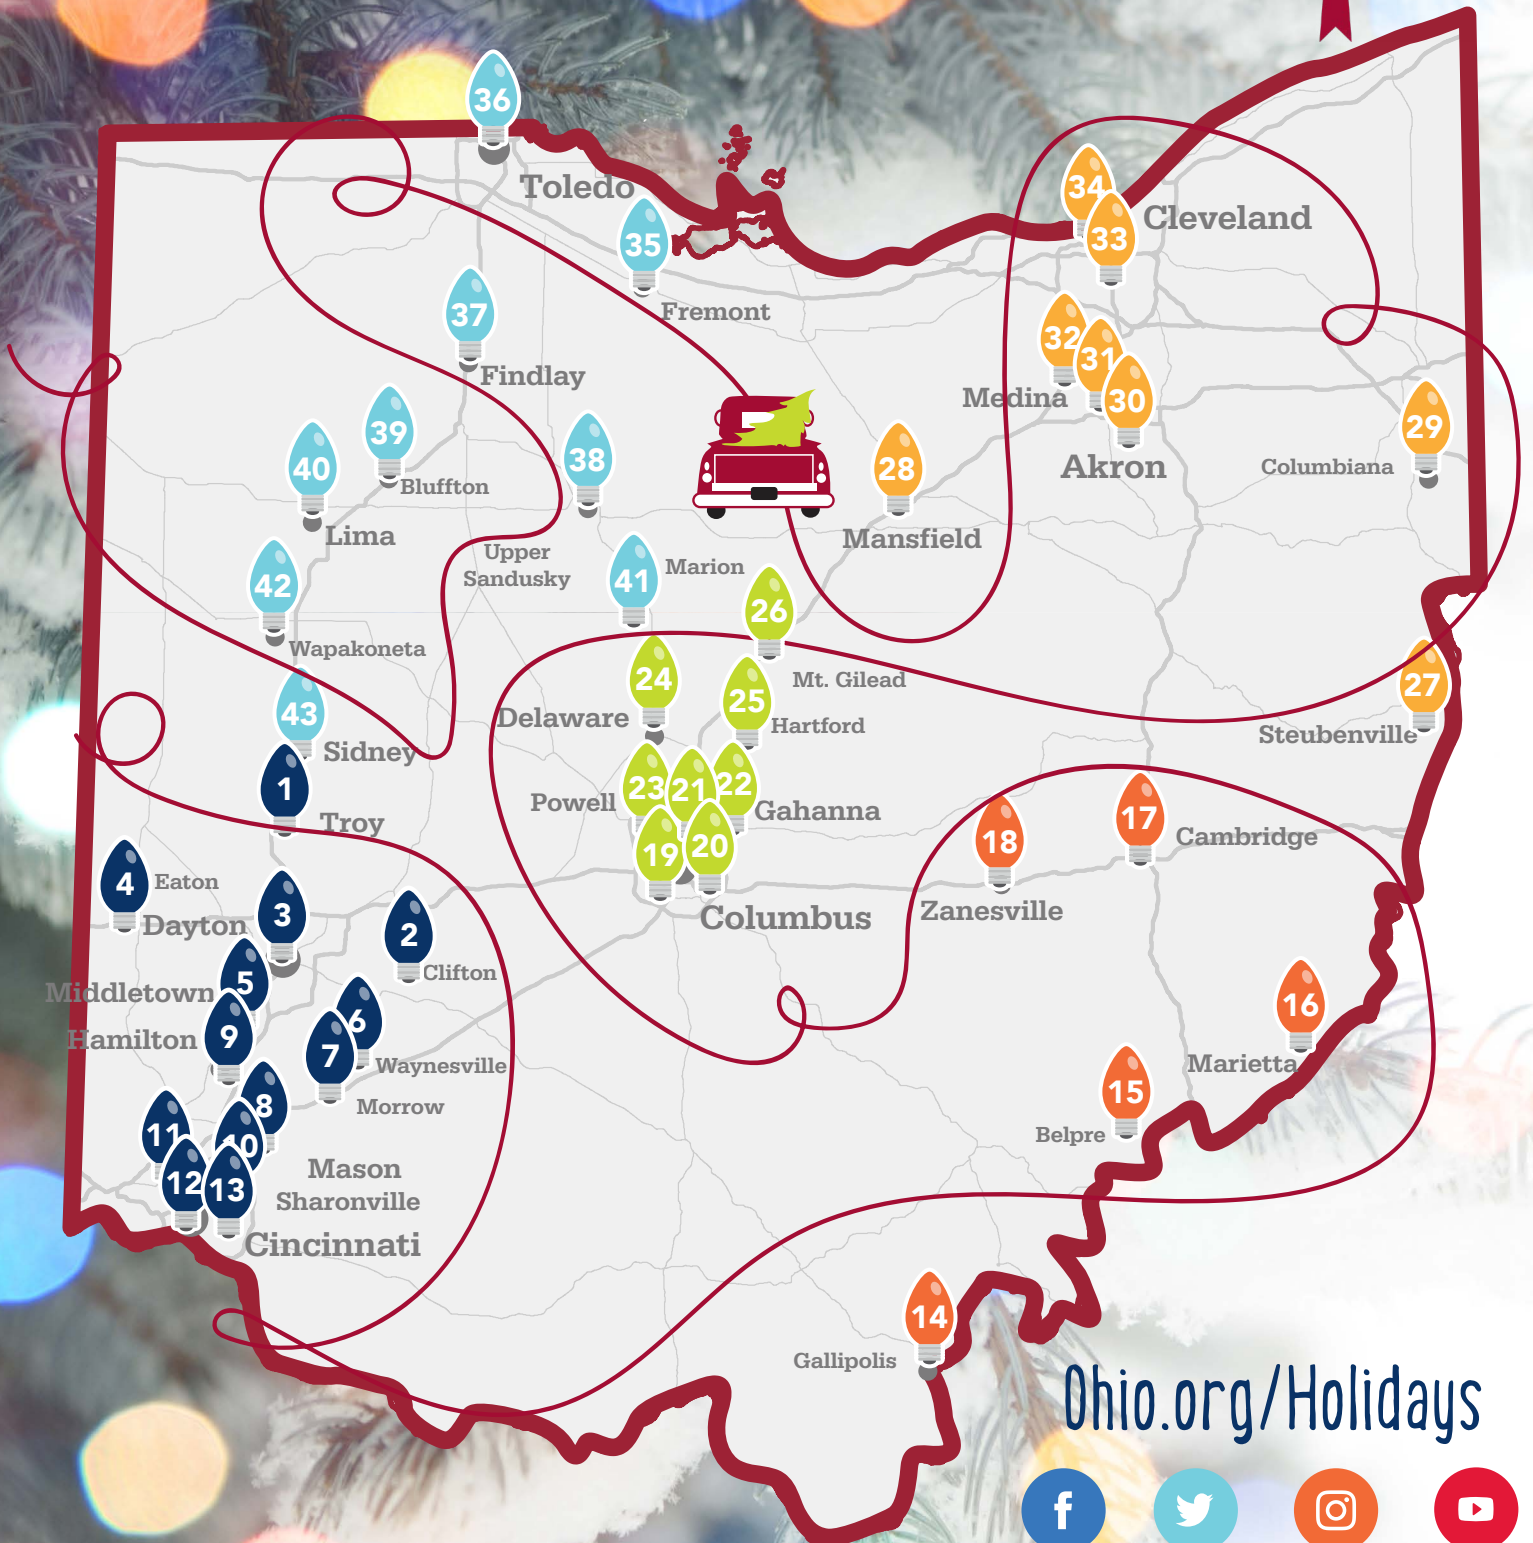 36
Toledo
34
Cleveland
33
35
Fremont
37
Findlay
32
31
30
Medina
Akron
39
Bluffton
40
Lima
38
Upper
Sandusky
28
Mansfield
29
Columbiana
42
Wapakoneta
41
Marion
26
Mt. Gilead
24
Delaware
25
Hartford
27
Steubenville
43
Sidney
1
Troy
23
21
22
Powell
Gahanna
19
20
Columbus
18
Zanesville
17
Cambridge
4
Eaton
Dayton
3
2
Clifton
5
Middletown
9
Hamilton
6
7
Waynesville
Morrow
16
Marietta
15
Belpre
8
11
10
12
13
Mason
Sharonville
Cincinnati
14
Gallipolis
Ohio.org/Holidays
f